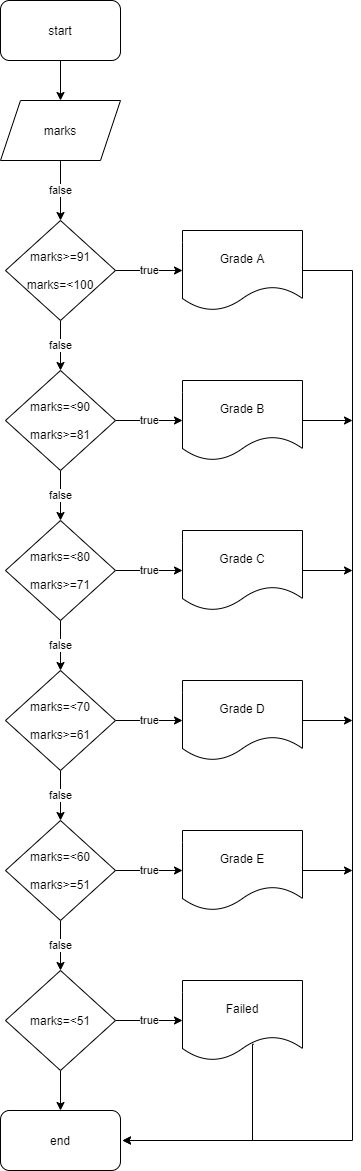 start
marks
false
marks>=91
marks=<100
true
Grade A
false
marks=<90
marks>=81
true
Grade B
false
marks=<80
marks>=71
true
Grade C
false
marks=<70
marks>=61
true
Grade D
false
marks=<60
marks>=51
true
Grade E
false
marks=<51
true
Failed
end